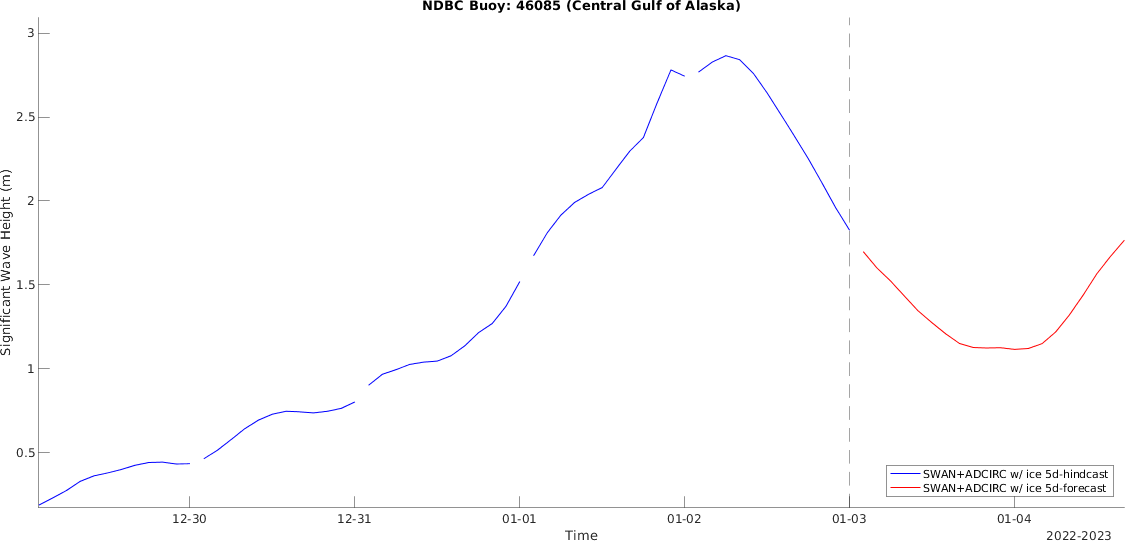 NDBC Buoy: 46085 (Central Gulf of Alaska)
Significant Wave Height (m)
3
2.5
2
1.5
1
0.5
SWAN+ADCIRC w/ ice 5d-hindcast
SWAN+ADCIRC w/ ice 5d-forecast
12-30 12-31 01-01 01-02 01-03 01-04
Time
2022-2023